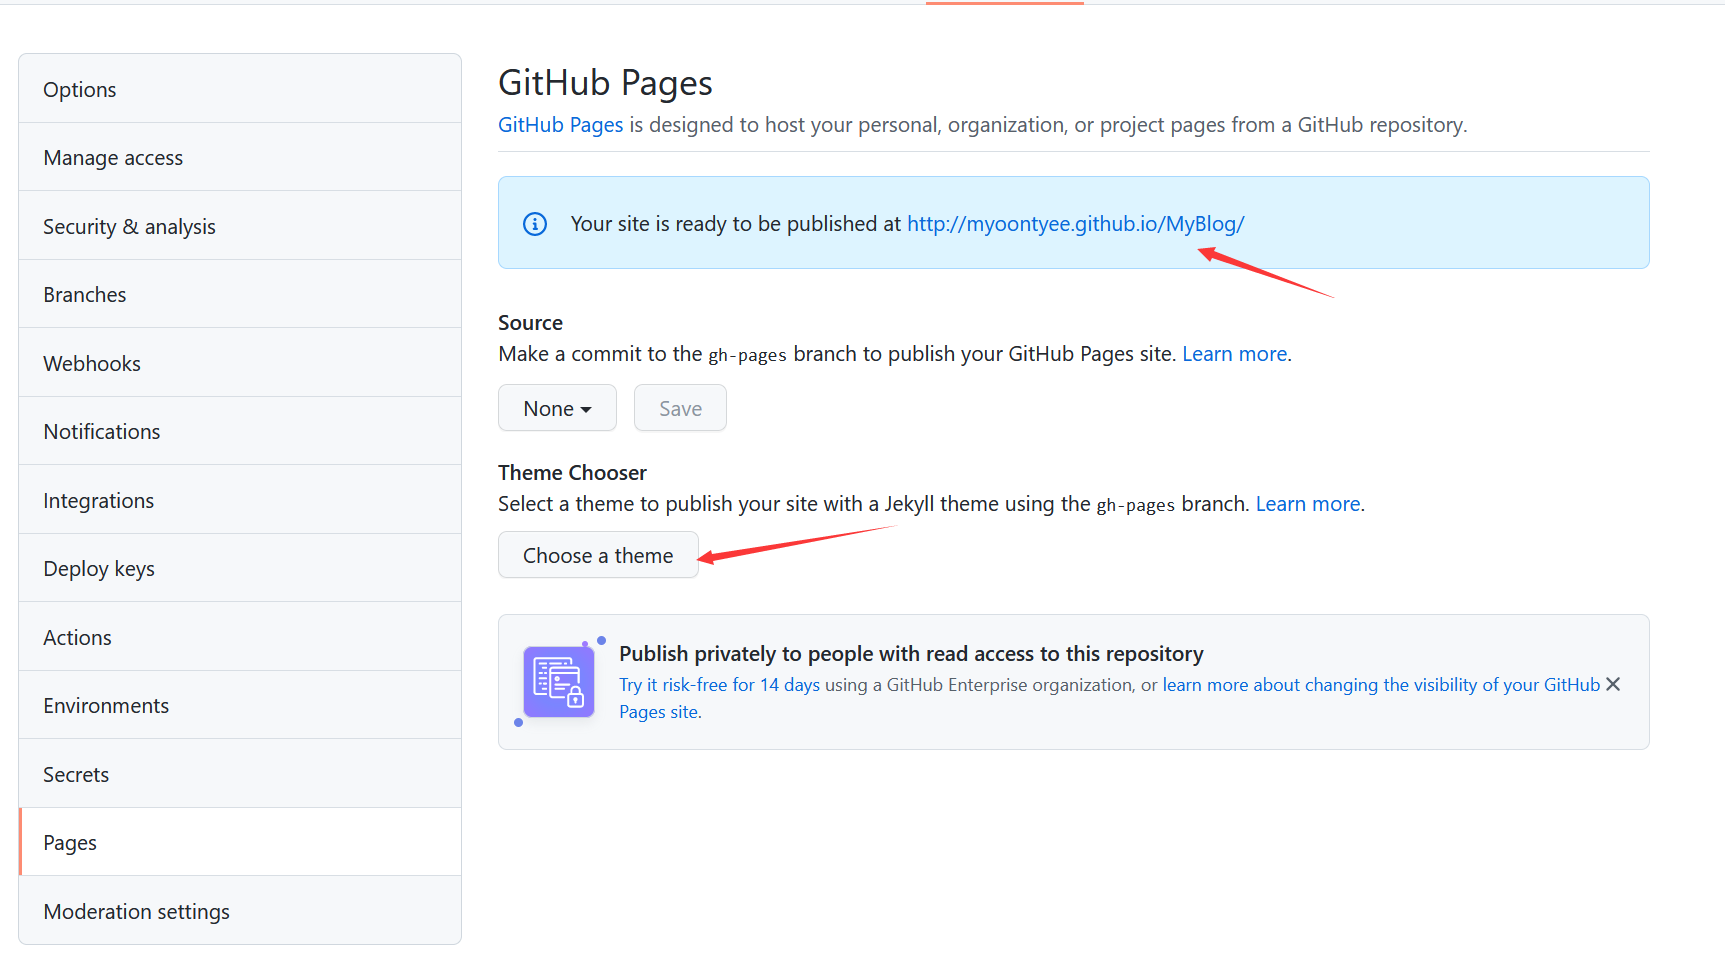 Options
Manage access
Security & analysis
Branches
Webhooks
Notifications
Integrations
Deploy keys
Actions
Environments
Secrets
Pages
Moderation settings
GitHub Pages
GitHub Pages is designed to host your personal, organization, or project pages from a GitHub repository.
Your site is ready to be published at http://myoontyee.github.io/MyBlog/
Source
Make a commit to the gh-pages branch to publish your GitHub Pages site. Learn more.
None Save
Theme Chooser
Select a theme to publish your site with a Jekyll theme using the gh-pages branch. Learn more.
Choose a theme
Publish privately to people with read access to this repository
Try it risk-free for 14 days using a GitHub Enterprise organization, or learn more about changing the visibility of your GitHub
Pages site.